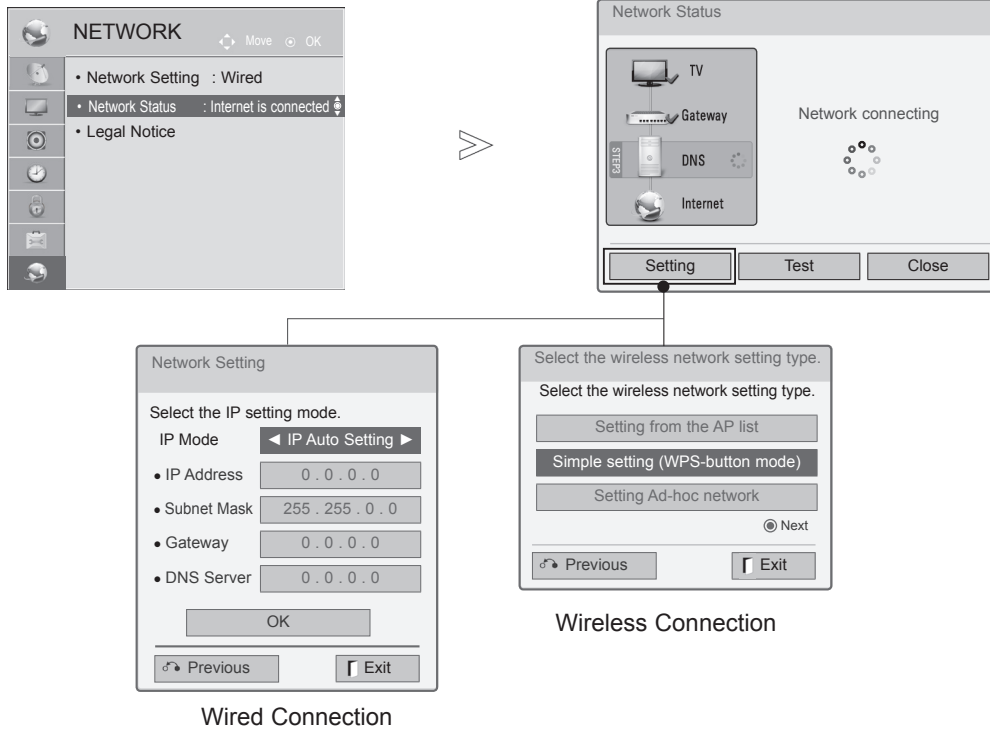 NETWORK
Move OK
• Network Setting : Wired
• Network Status : Internet is connected
• Legal Notice
Network Status
TV
Gateway
STEP3
DNS
Internet
Network connecting
Setting Test Close
Network Setting
Select the IP setting mode.
IP Mode ◄ IP Auto Setting ►
• IP Address 0 . 0 . 0 . 0
• Subnet Mask 255 . 255 . 0 . 0
• Gateway 0 . 0 . 0 . 0
• DNS Server 0 . 0 . 0 . 0
OK
Previous Exit
Wired Connection
Select the wireless network setting type.
Select the wireless network setting type.
Setting from the AP list
Simple setting (WPS-button mode)
Setting Ad-hoc network
Next
Previous Exit
Wireless Connection